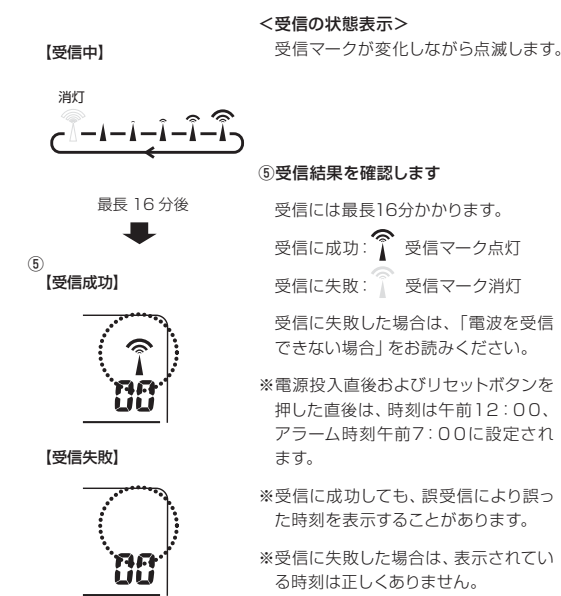 ＜受信の状態表示＞
受信マークが変化しながら点滅します。
【受信中】
消灯
最長 16 分後
⑤
【受信成功】
00
【受信失敗】
00
⑤受信結果を確認します
受信には最長16分かかります。
受信に成功： 受信マーク点灯
受信に失敗： 受信マーク消灯
受信に失敗した場合は、「電波を受信
できない場合」をお読みください。
※電源投入直後およびリセットボタンを
押した直後は、時刻は午前12：00、
アラーム時刻午前7：00に設定され
ます。
※受信に成功しても、誤受信により誤っ
た時刻を表示することがあります。
※受信に失敗した場合は、表示されてい
る時刻は正しくありません。